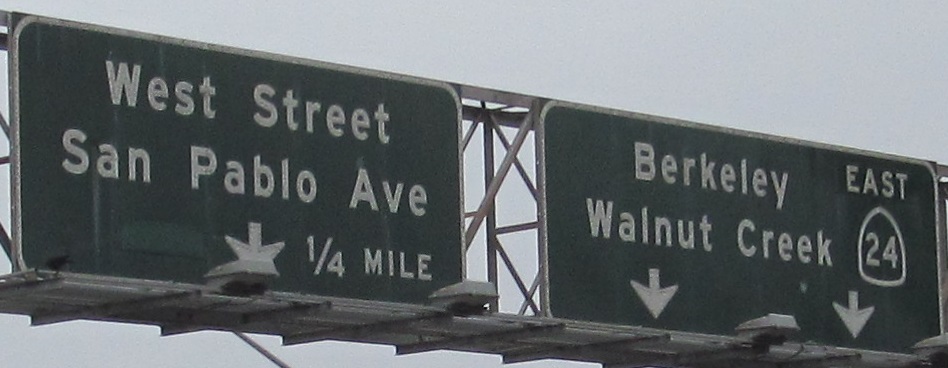 West Street
San Pablo Ave
1/4 MILE
Berkeley
Walnut Creek
EAST
24